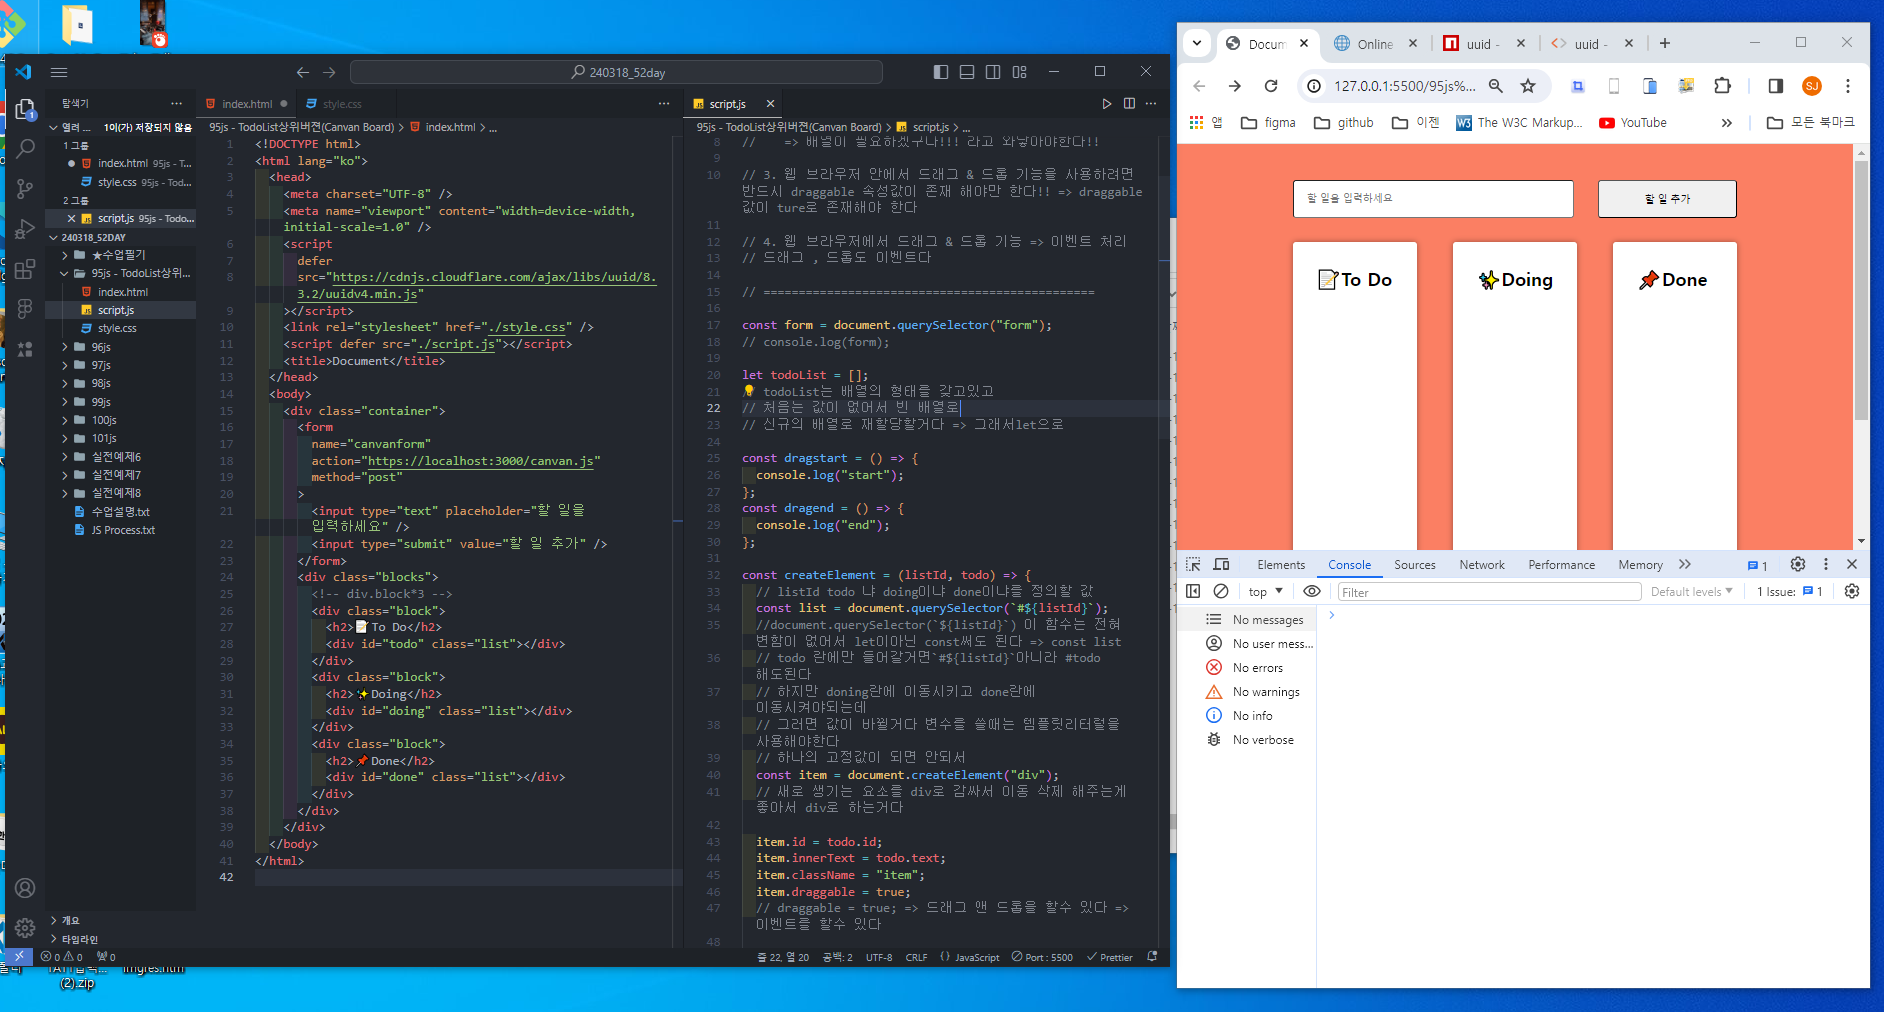 240318_52day
탐색기
열려 ... 1이(가) 저장되지 않음
1 그룹
index.html 95js - T...
style.css 95js - Tod...
2 그룹
script.js 95js - Todo...
240318_52DAY
★수업필기
95js - TodoList상위...
index.html
script.js
style.css
96js
97js
98js
99js
100js
101js
실전예제6
실전예제7
실전예제8
수업설명.txt
JS Process.txt
개요
타임라인
index.html
style.css
95js - TodoList상위버젼(Canvan Board) > index.html > ...
1 <!DOCTYPE html>
2 <html lang="ko">
3 <head>
4 <meta charset="UTF-8" />
5 <meta name="viewport" content="width=device-width,
initial-scale=1.0" />
6 <script
7 defer
8 src="https://cdnjs.cloudflare.com/ajax/libs/uuid/8.
3.2/uuidv4.min.js"
9 ></script>
10 <link rel="stylesheet" href="./style.css" />
11 <script defer src="./script.js"></script>
12 <title>Document</title>
13 </head>
14 <body>
15 <div class="container">
16 <form
17 name="canvanform"
18 action="https://localhost:3000/canvan.js"
19 method="post"
20 >
21 <input type="text" placeholder="할 일을
입력하세요" />
22 <input type="submit" value="할 일 추가" />
23 </form>
24 <div class="blocks">
25 <!-- div.block*3 -->
26 <div class="block">
27 <h2>📝To Do</h2>
28 <div id="todo" class="list"></div>
29 </div>
30 <div class="block">
31 <h2>✨Doing</h2>
32 <div id="doing" class="list"></div>
33 </div>
34 <div class="block">
35 <h2>📌Done</h2>
36 <div id="done" class="list"></div>
37 </div>
38 </div>
39 </div>
40 </body>
41 </html>
42
script.js
95js - TodoList상위버젼(Canvan Board) > script.js > ...
8 // => 배열이 필요하겠구나!!! 라고 와닿아야한다!!
9
10 // 3. 웹 브라우저 안에서 드래그 & 드롭 기능을 사용하려면
반드시 draggable 속성값이 존재 해야만 한다!! => draggable
값이 ture로 존재해야 한다
11
12 // 4. 웹 브라우저에서 드래그 & 드롭 기능 => 이벤트 처리
13 // 드래그 , 드롭도 이벤트다
14
15 // ===============================================
16
17 const form = document.querySelector("form");
18 // console.log(form);
19
20 let todoList = [];
21 todoList는 배열의 형태를 갖고있고
22 // 처음는 값이 없어서 빈 배열로
23 // 신규의 배열로 재할당할거다 => 그래서let으로
24
25 const dragstart = () => {
26 console.log("start");
27 };
28 const dragend = () => {
29 console.log("end");
30 };
31
32 const createElement = (listId, todo) => {
33 // listId todo 냐 doing이냐 done이냐를 정의할 값
34 const list = document.querySelector(`#${listId}`);
35 //document.querySelector(`${listId}`) 이 함수는 전혀
변함이 없어서 let이아닌 const써도 된다 => const list
36 // todo 란에만 들어갈거면`#${listId}`아니라 #todo
해도된다
37 // 하지만 doning란에 이동시키고 done란에
이동시켜야되는데
38 // 그러면 값이 바뀔거다 변수를 쓸때는 템플릿리터럴을
사용해야한다
39 // 하나의 고정값이 되면 안되서
40 const item = document.createElement("div");
41 // 새로 생기는 요소를 div로 감싸서 이동 삭제 해주는게
좋아서 div로 하는거다
42
43 item.id = todo.id;
44 item.innerText = todo.text;
45 item.className = "item";
46 item.draggable = true;
47 // draggable = true; => 드래그 앤 드롭을 할수 있다 =>
이벤트를 할수 있다
48
0 0 0 줄 22, 열 20 공백: 2 UTF-8 CRLF {} JavaScript Port : 5500 Prettier
(2).zip
imgres.htm
Docum
Online
uuid -
uuid -
127.0.0.1:5500/95js%...
SJ
앱 figma github 이젠 The W3C Markup... YouTube 모든 북마크
할 일을 입력하세요
할 일 추가
📝To Do
✨Doing
📌Done
Elements Console Sources Network Performance Memory 1
top Filter Default levels 1 Issue: 1
No messages
No user mess...
No errors
No warnings
No info
No verbose